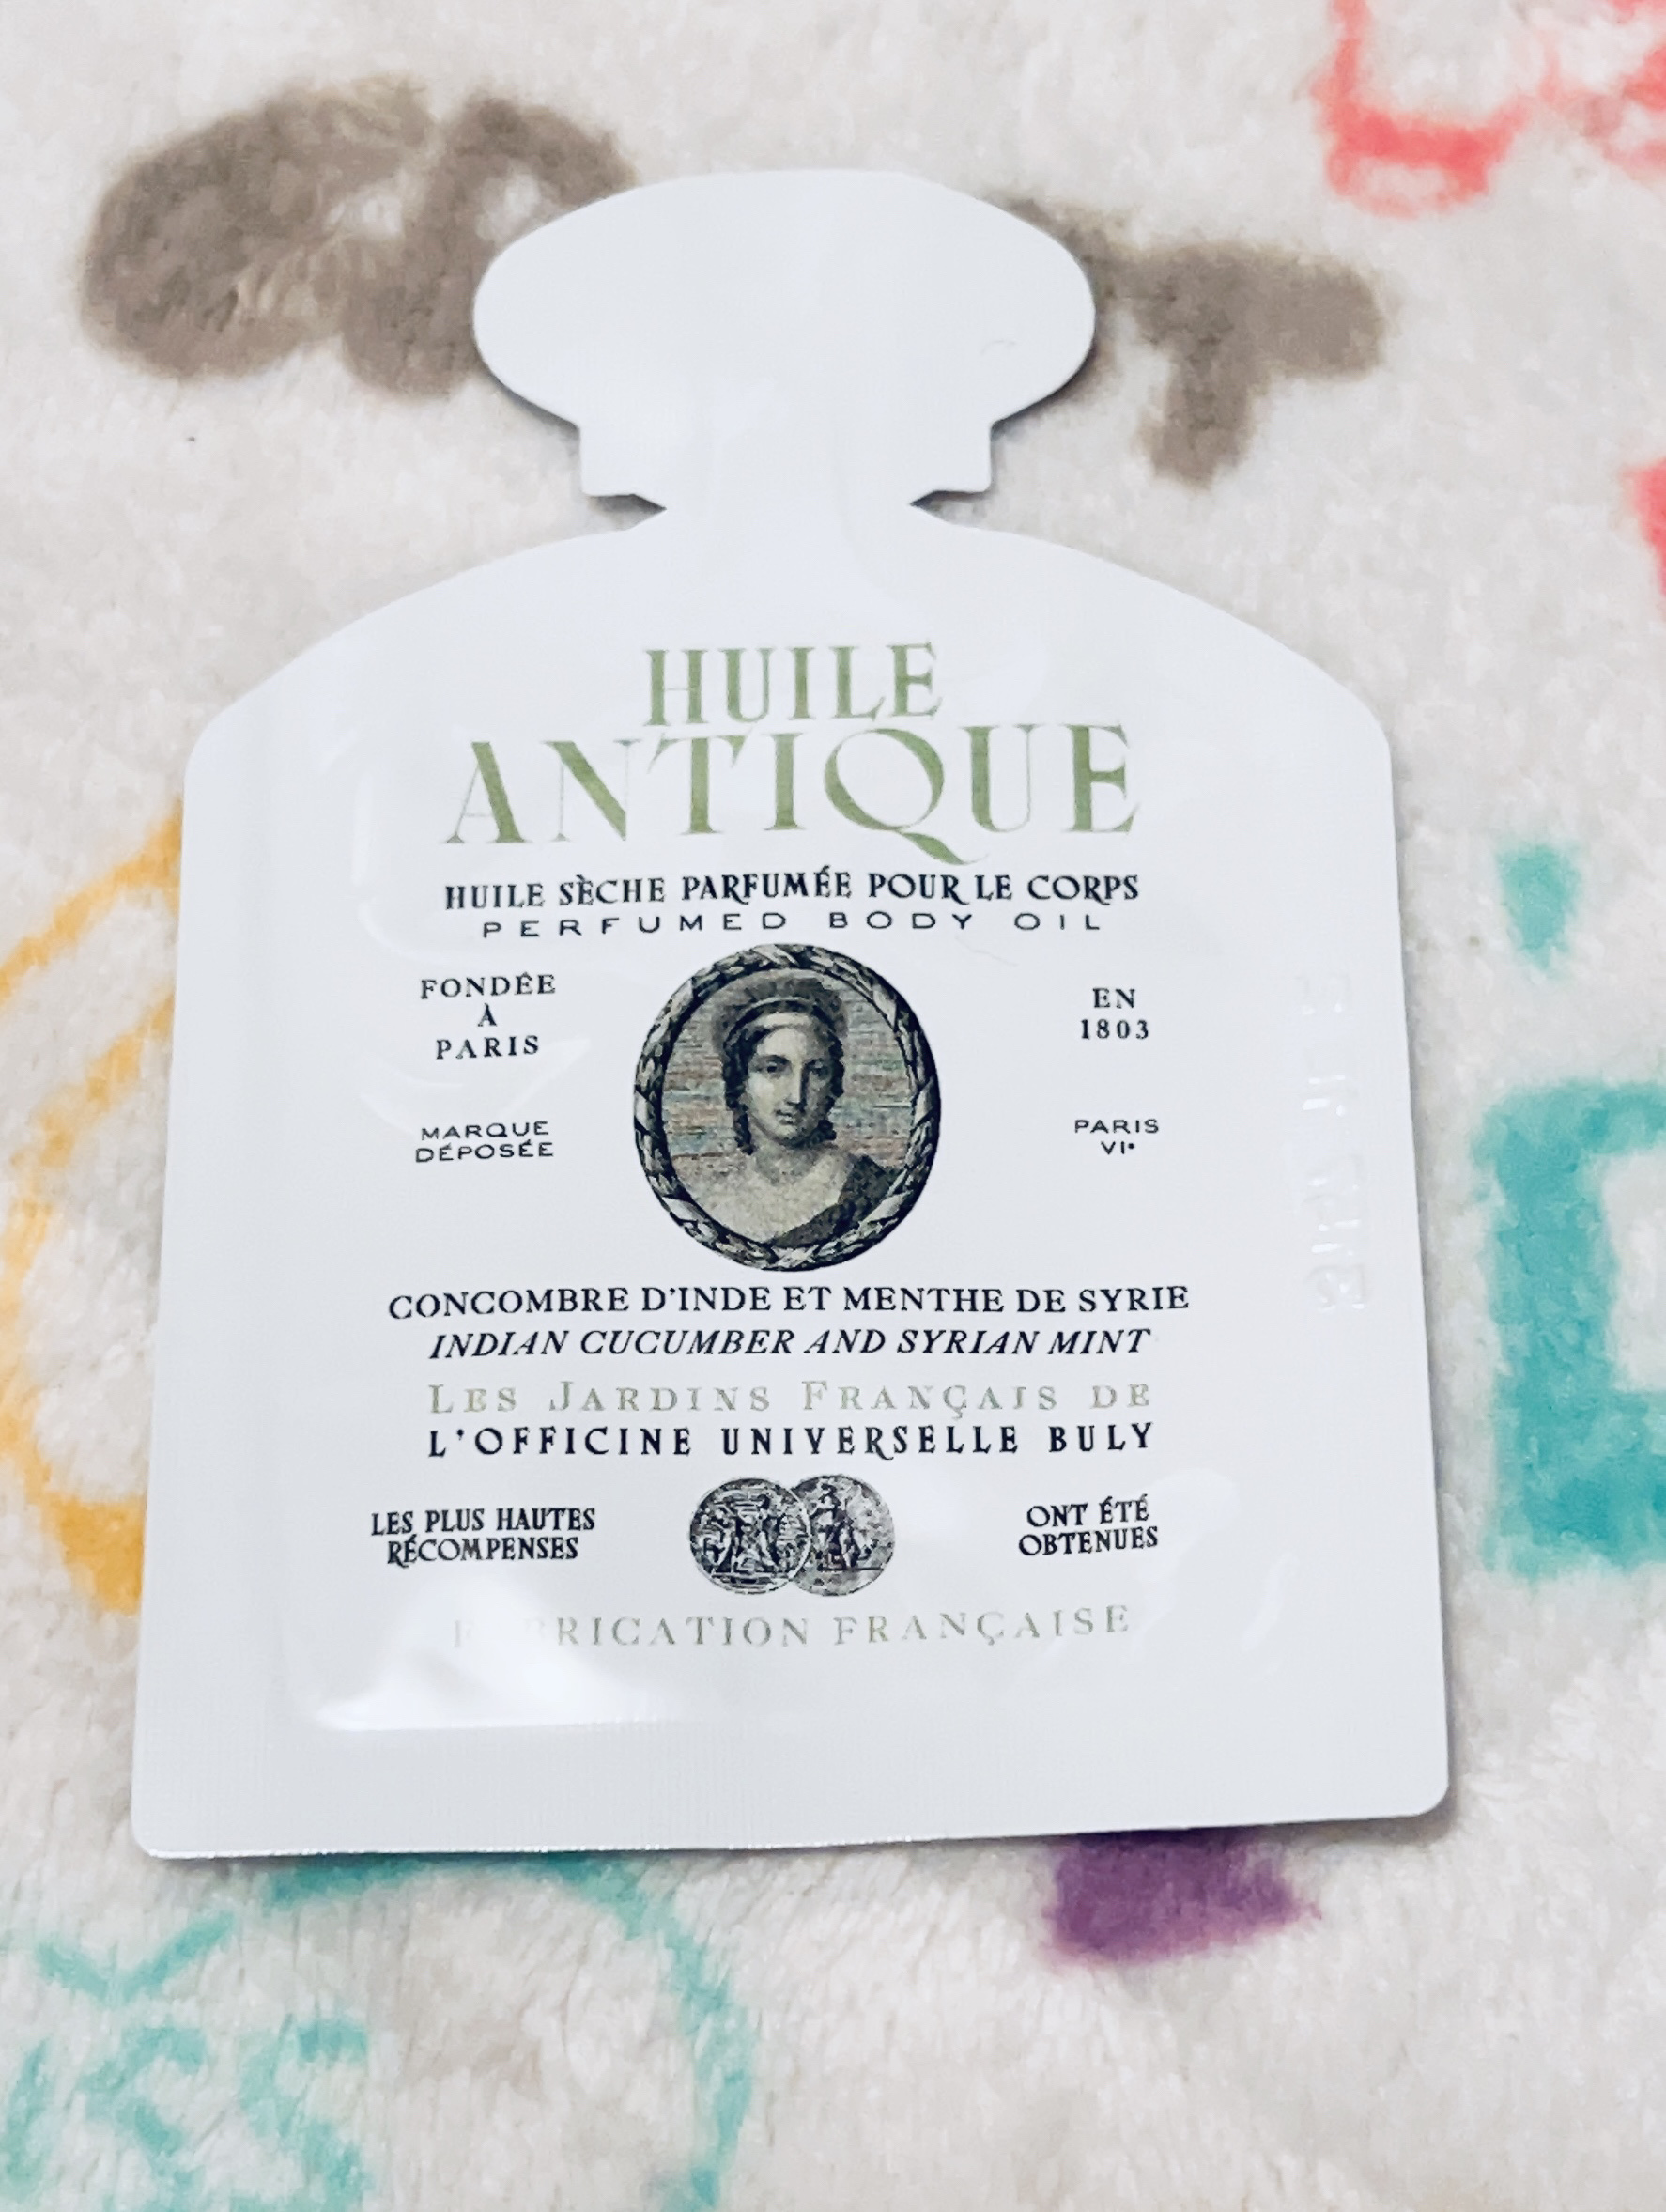 HUILE
ANTIQUE
HUILE SÈCHE PARFUMÉE POUR LE CORPS
PERFUMED BODY OIL
FONDÉE
À
PARIS
EN
1803
MARQUE
DÉPOSÉE
PARIS
VIᵉ
CONCOMBRE D'INDE ET MENTHE DE SYRIE
INDIAN CUCUMBER AND SYRIAN MINT
LES JARDINS FRANÇAIS DE
L'OFFICINE UNIVERSELLE BULY
LES PLUS HAUTES
RÉCOMPENSES
ONT ÉTÉ
OBTENUES
FABRICATION FRANÇAISE